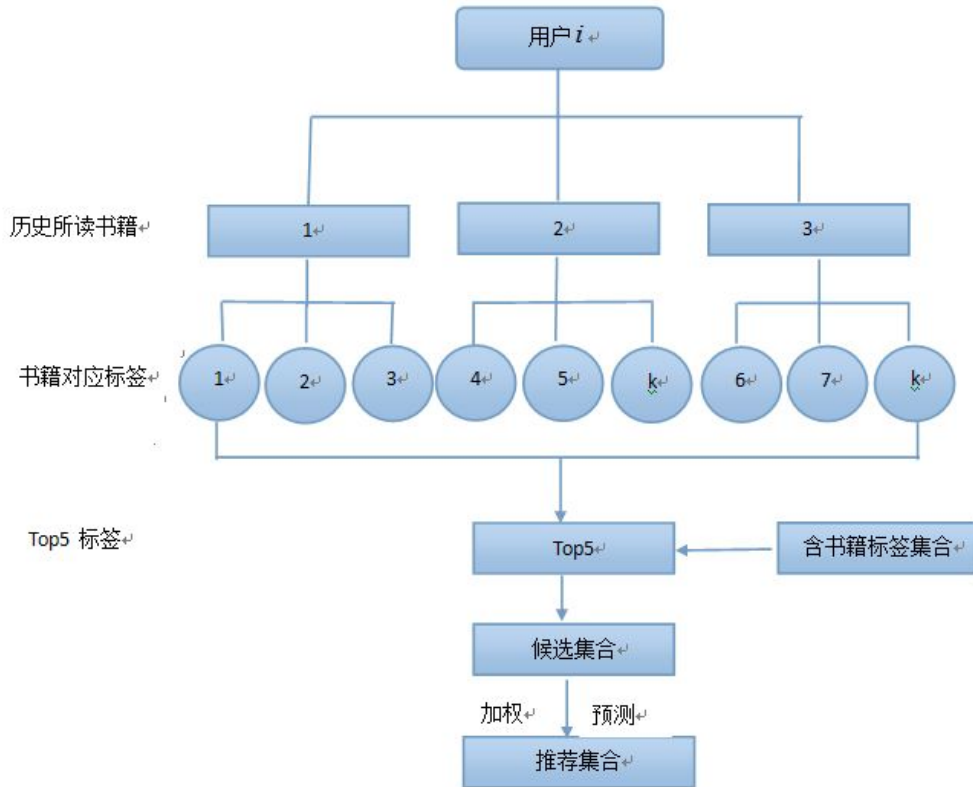 用户 i
历史所读书籍
1
2
3
书籍对应标签
1
2
3
4
5
k
6
7
k
Top5 标签
Top5
含书籍标签集合
候选集合
加权
预测
推荐集合